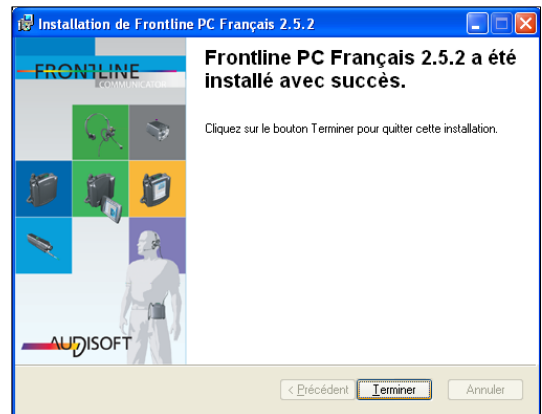 Installation de Frontline PC Français 2.5.2
FRONTLINE
COMMUNICATOR
Frontline PC Français 2.5.2 a été
installé avec succès.
Cliquez sur le bouton Terminer pour quitter cette installation.
AUDISOFT
< Précédent
Terminer
Annuler